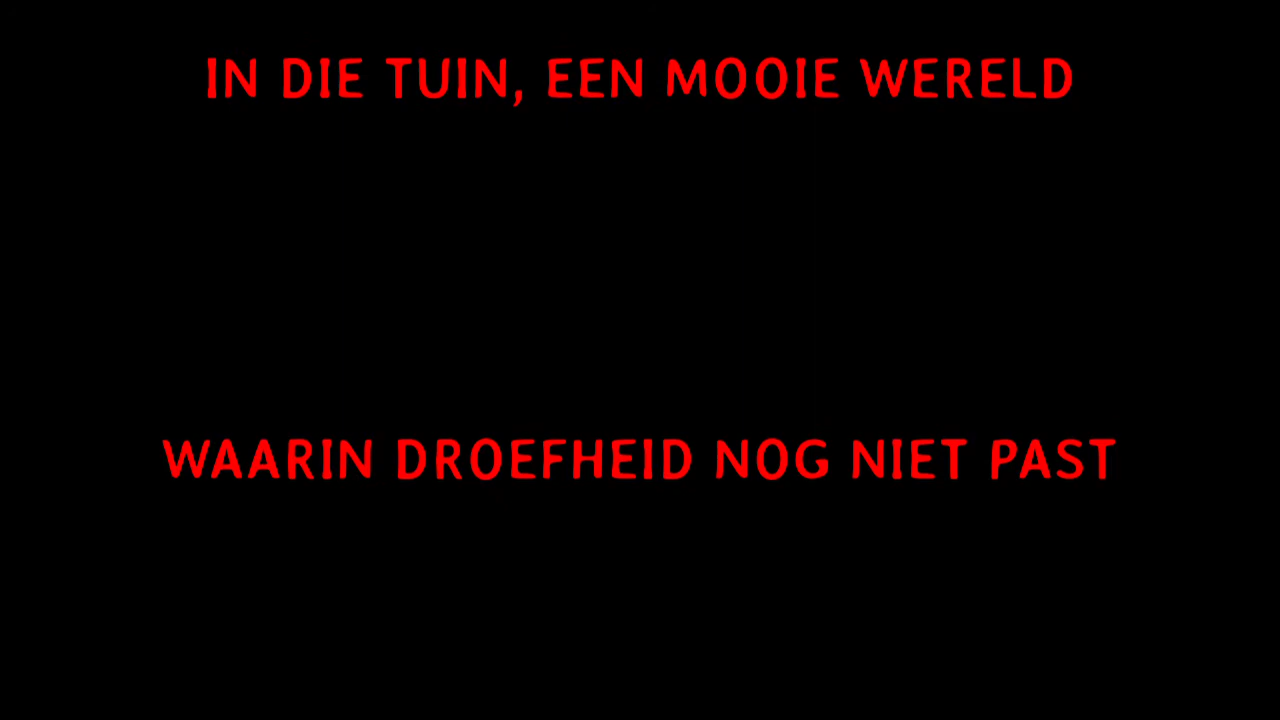 IN DIE TUIN, EEN MOOIE WERELD
WAARIN DROEFHEID NOG NIET PAST